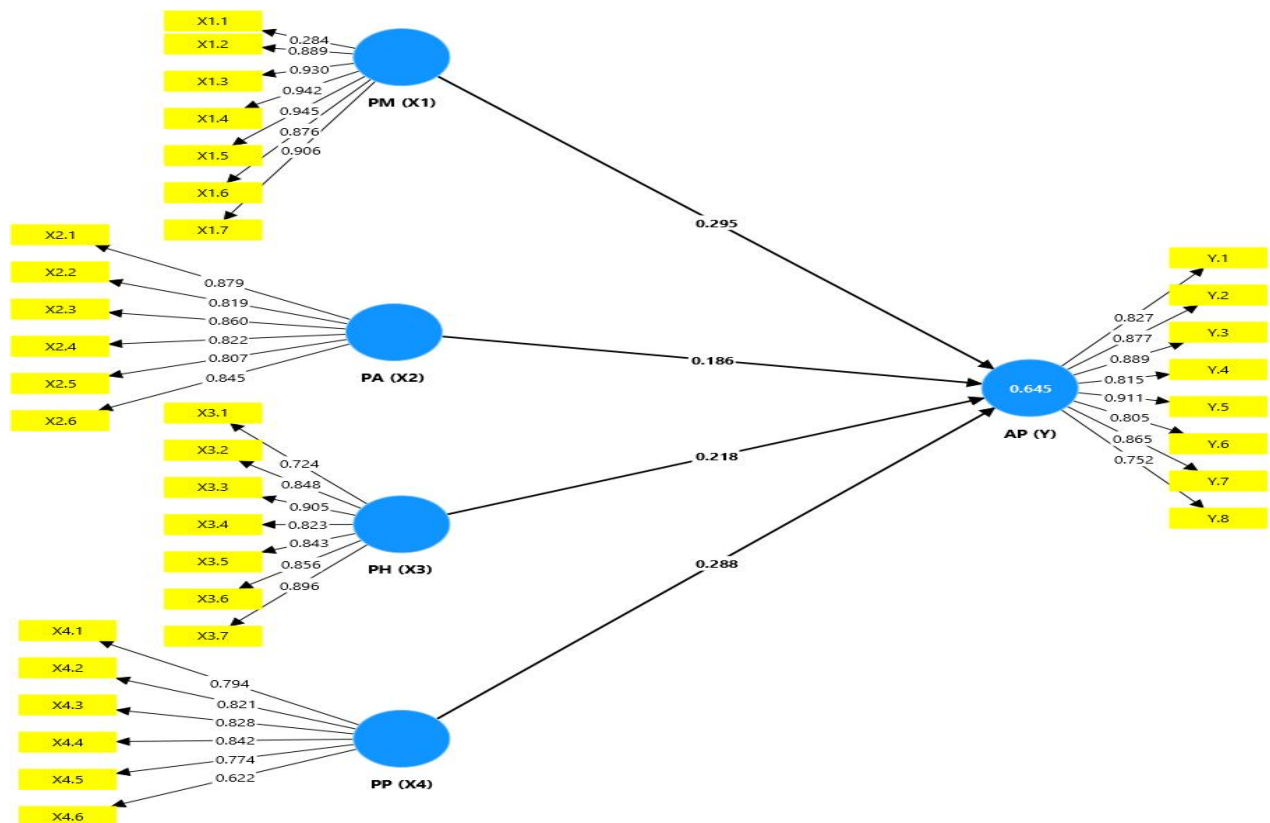 X1.1
X1.2
X1.3
X1.4
X1.5
X1.6
X1.7
0.284
0.889
0.930
0.942
0.945
0.876
0.906
PM (X1)
0.295
X2.1
X2.2
X2.3
X2.4
X2.5
X2.6
0.879
0.819
0.860
0.822
0.807
0.845
PA (X2)
0.186
X3.1
X3.2
X3.3
X3.4
X3.5
X3.6
X3.7
0.724
0.848
0.905
0.823
0.843
0.856
0.896
PH (X3)
0.218
X4.1
X4.2
X4.3
X4.4
X4.5
X4.6
0.794
0.821
0.828
0.842
0.774
0.622
PP (X4)
0.288
0.645
AP (Y)
0.827
0.877
0.889
0.815
0.911
0.805
0.865
0.752
Y.1
Y.2
Y.3
Y.4
Y.5
Y.6
Y.7
Y.8